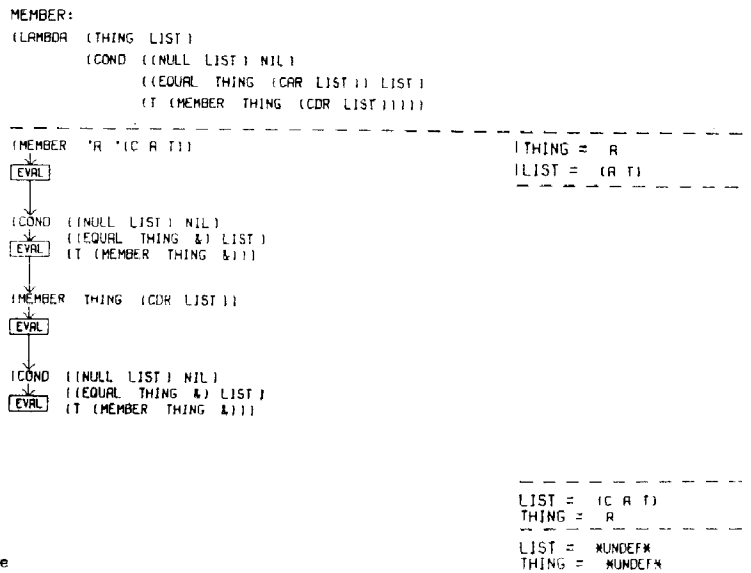 MEMBER:
(LAMBDA (THING LIST)
(COND ((NULL LIST) NIL)
((EQUAL THING (CAR LIST)) LIST)
(T (MEMBER THING (CDR LIST)))))
(MEMBER 'A '(C A T))
EVAL
(COND ((NULL LIST) NIL)
((EQUAL THING &) LIST)
EVAL (T (MEMBER THING &)))
(MEMBER THING (CDR LIST))
EVAL
(COND ((NULL LIST) NIL)
((EQUAL THING &) LIST)
EVAL (T (MEMBER THING &)))
|THING = A
|LIST = (A T)
LIST = (C A T)
THING = A
LIST = *UNDEF*
THING = *UNDEF*
e